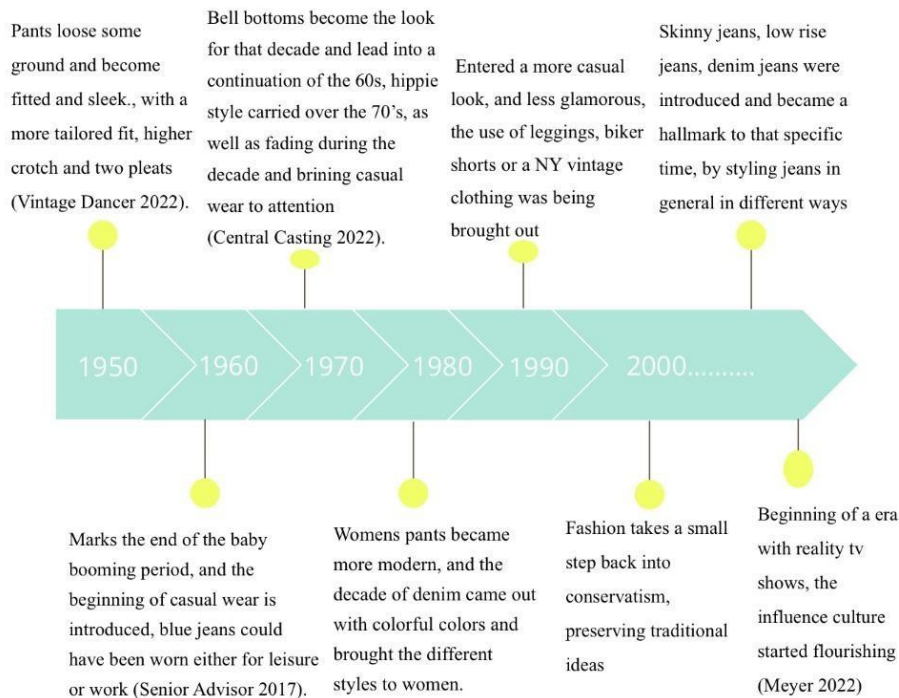 Pants loose some
ground and become
fitted and sleek., with a
more tailored fit, higher
crotch and two pleats
(Vintage Dancer 2022).
Bell bottoms become the look
for that decade and lead into a
continuation of the 60s, hippie
style carried over the 70's, as
well as fading during the
decade and brining casual
wear to attention
(Central Casting 2022).
Entered a more casual
look, and less glamorous,
the use of leggings, biker
shorts or a NY vintage
clothing was being
brought out
Skinny jeans, low rise
jeans, denim jeans were
introduced and became a
hallmark to that specific
time, by styling jeans in
general in different ways
1950
1960
1970
1980
1990
2000..........
Marks the end of the baby
booming period, and the
beginning of casual wear is
introduced, blue jeans could
have been worn either for leisure
or work (Senior Advisor 2017).
Womens pants became
more modern, and the
decade of denim came out
with colorful colors and
brought the different
styles to women.
Fashion takes a small
step back into
conservatism,
preserving traditional
ideas
Beginning of a era
with reality tv
shows, the
influence culture
started flourishing
(Meyer 2022)